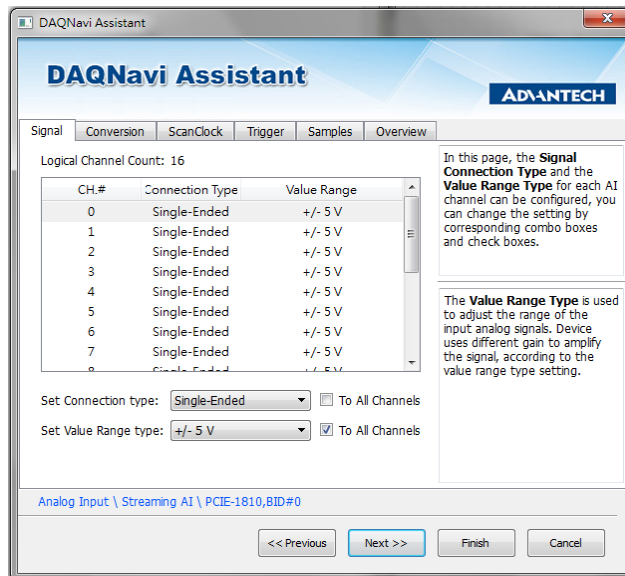 DAQNavi Assistant
DAQNavi Assistant
ADVANTECH
Signal Conversion ScanClock Trigger Samples Overview
Logical Channel Count: 16
CH.# Connection Type Value Range
0 Single-Ended +/- 5 V
1 Single-Ended +/- 5 V
2 Single-Ended +/- 5 V
3 Single-Ended +/- 5 V
4 Single-Ended +/- 5 V
5 Single-Ended +/- 5 V
6 Single-Ended +/- 5 V
7 Single-Ended +/- 5 V
8 Single-Ended +/- 5 V
Set Connection type: Single-Ended To All Channels
Set Value Range type: +/- 5 V To All Channels
In this page, the Signal
Connection Type and the
Value Range Type for each AI
channel can be configured, you
can change the setting by
corresponding combo boxes
and check boxes.
The Value Range Type is used
to adjust the range of the
input analog signals. Device
uses different gain to amplify
the signal, according to the
value range type setting.
Analog Input \ Streaming AI \ PCIE-1810,BID#0
<< Previous Next >> Finish Cancel